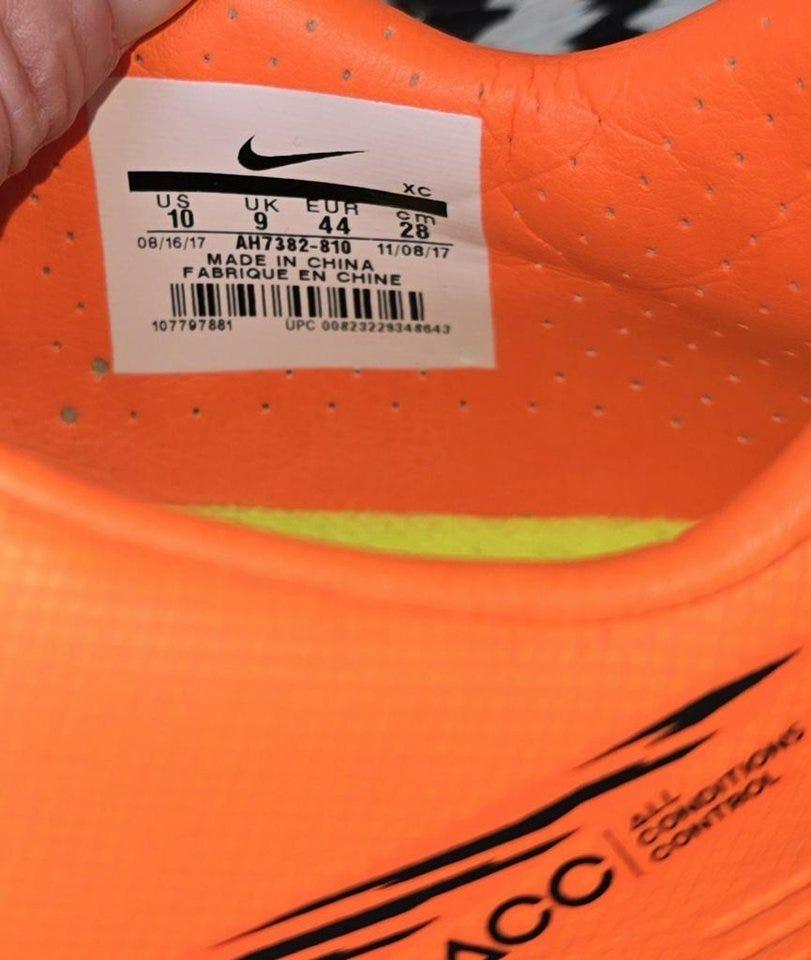 XC
US UK EUR cm
10 9 44 28
08/16/17 AH7382-810 11/08/17
MADE IN CHINA
FABRIQUE EN CHINE
107797881 UPC 00823229348643
ACC
ALL
CONDITIONS
CONTROL